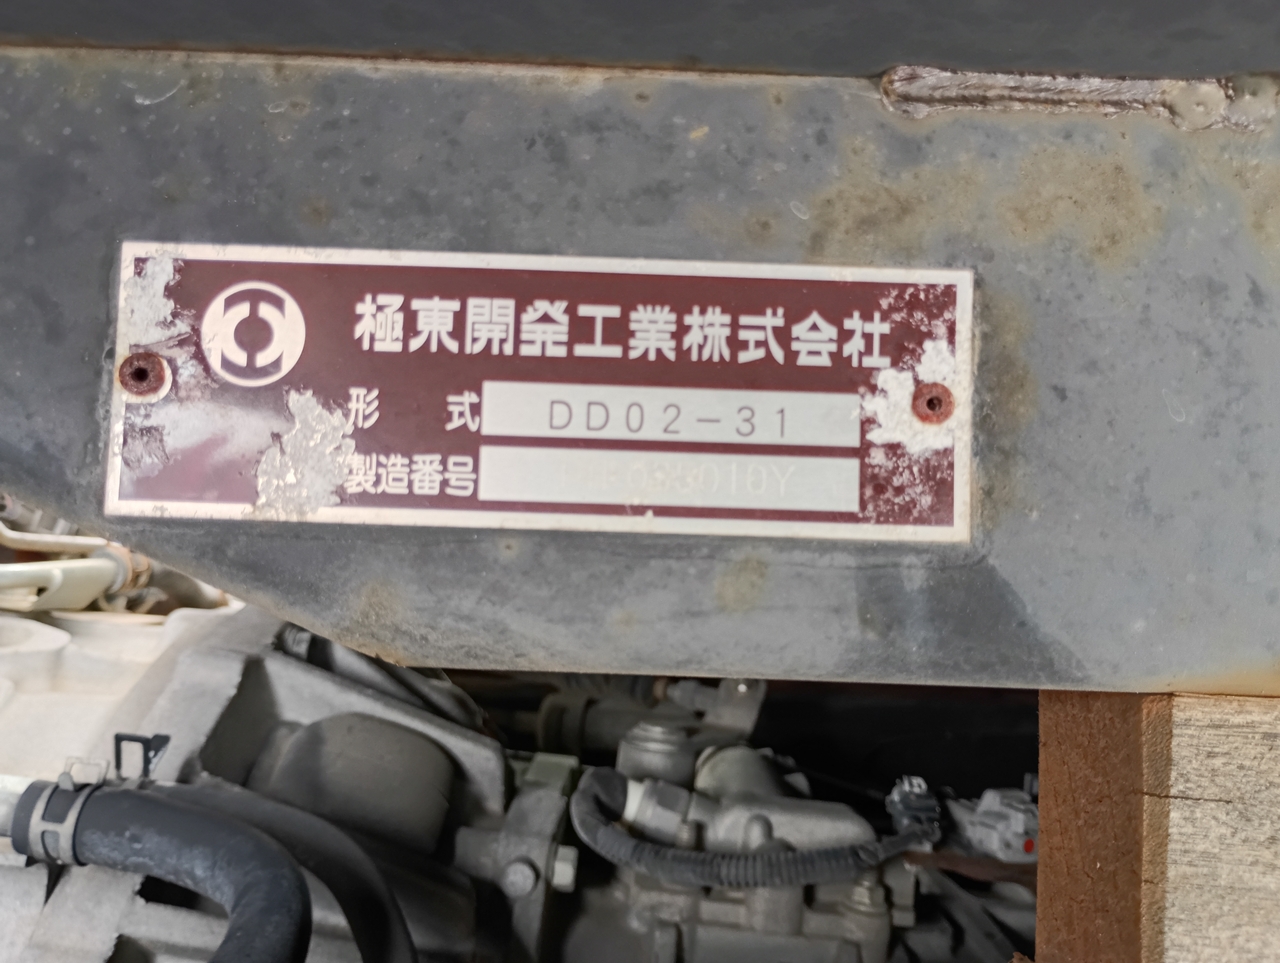 極東開発工業株式会社
形 式 DD02-31
製造番号